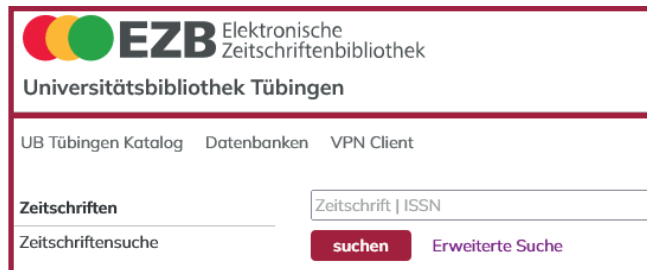 EZB Elektronische
Zeitschriftenbibliothek
Universitätsbibliothek Tübingen
UB Tübingen Katalog Datenbanken VPN Client
Zeitschriften
Zeitschrift | ISSN
Zeitschriftensuche
suchen Erweiterte Suche